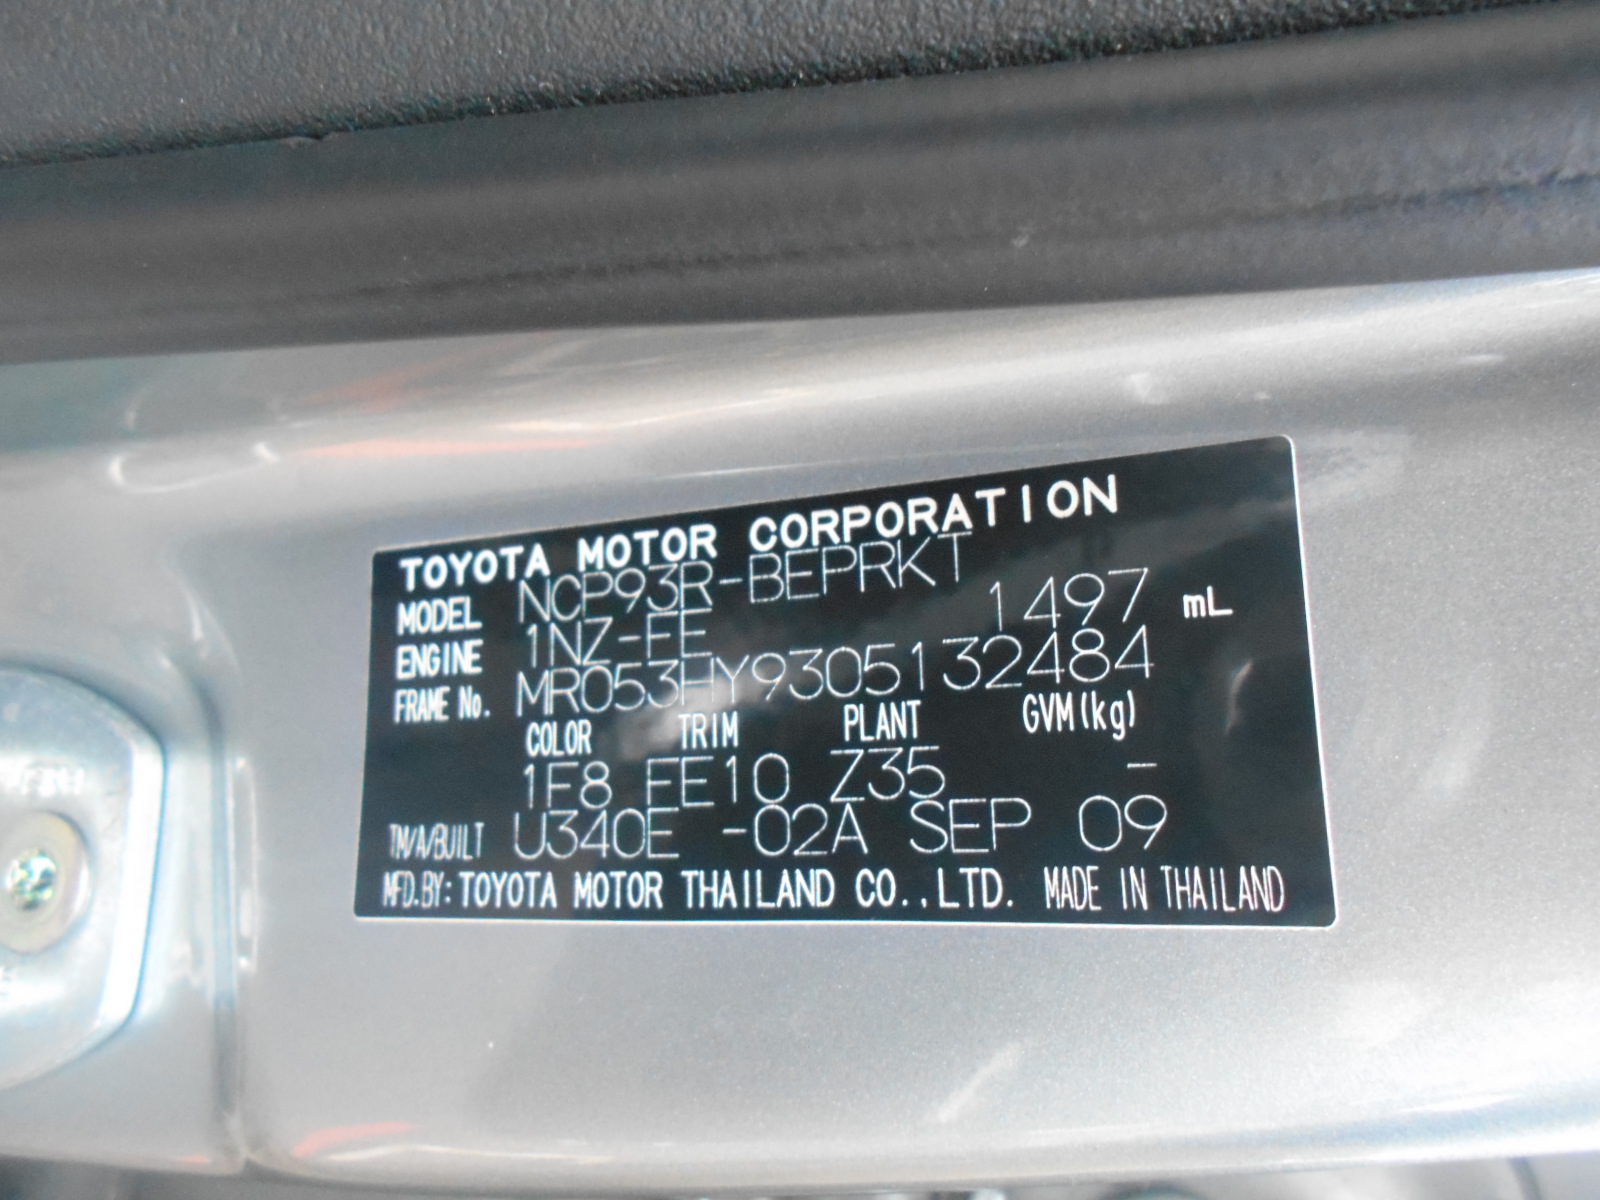 TOYOTA MOTOR CORPORATION
MODEL NCP93R-BEPRKT
ENGINE 1NZ-FE 1497 mL
FRAME No. MR053HY9305132484
COLOR TRIM PLANT GVM(kg)
1F8 FE10 Z35 -
TM/A/BUILT U340E -02A SEP 09
MFD.BY: TOYOTA MOTOR THAILAND CO.,LTD. MADE IN THAILAND